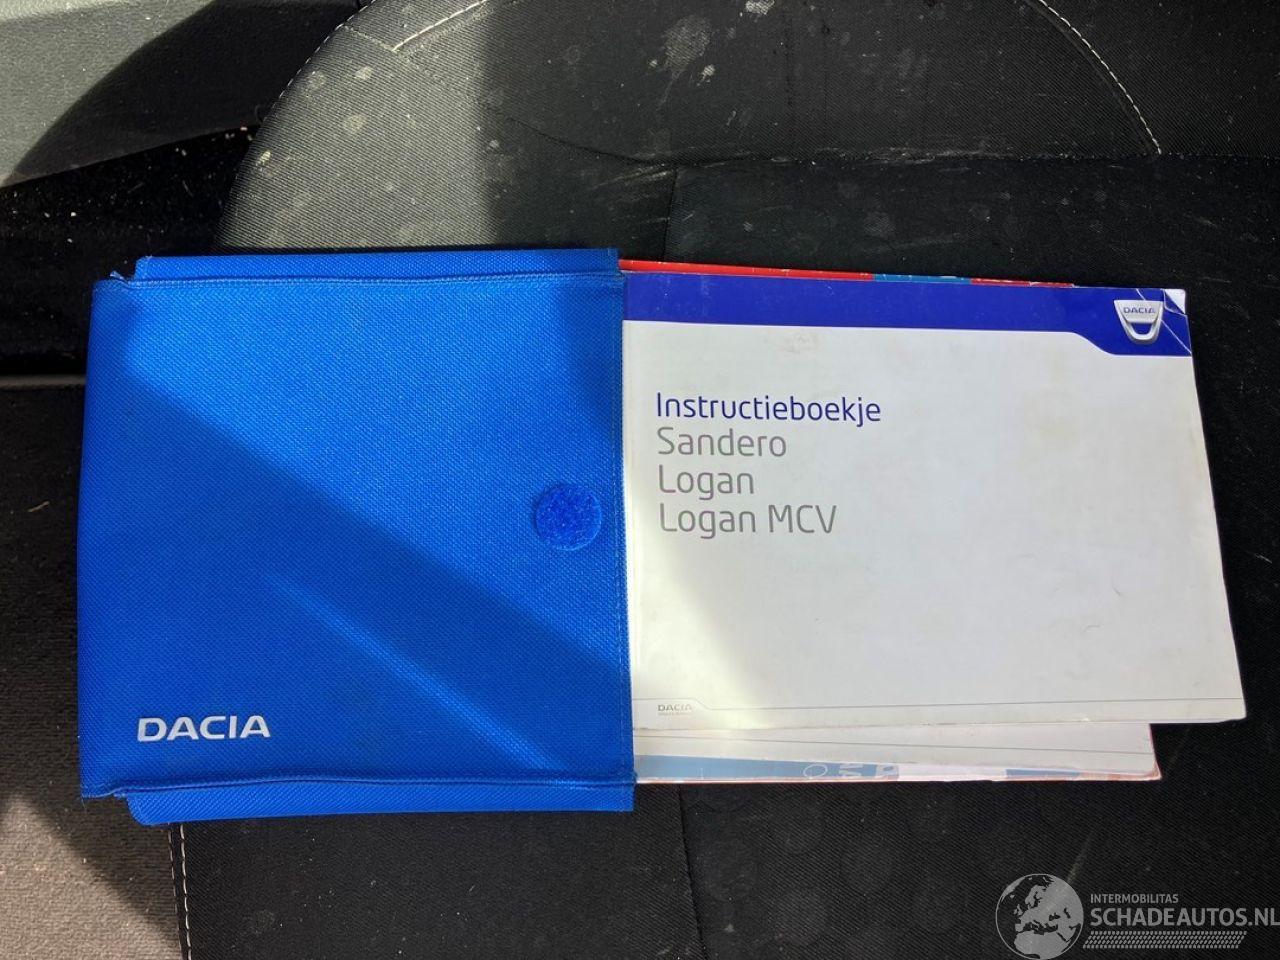 DACIA
Instructieboekje
Sandero
Logan
Logan MCV
DACIA
DACIA
INTERMOBILITAS
SCHADEAUTOS.NL